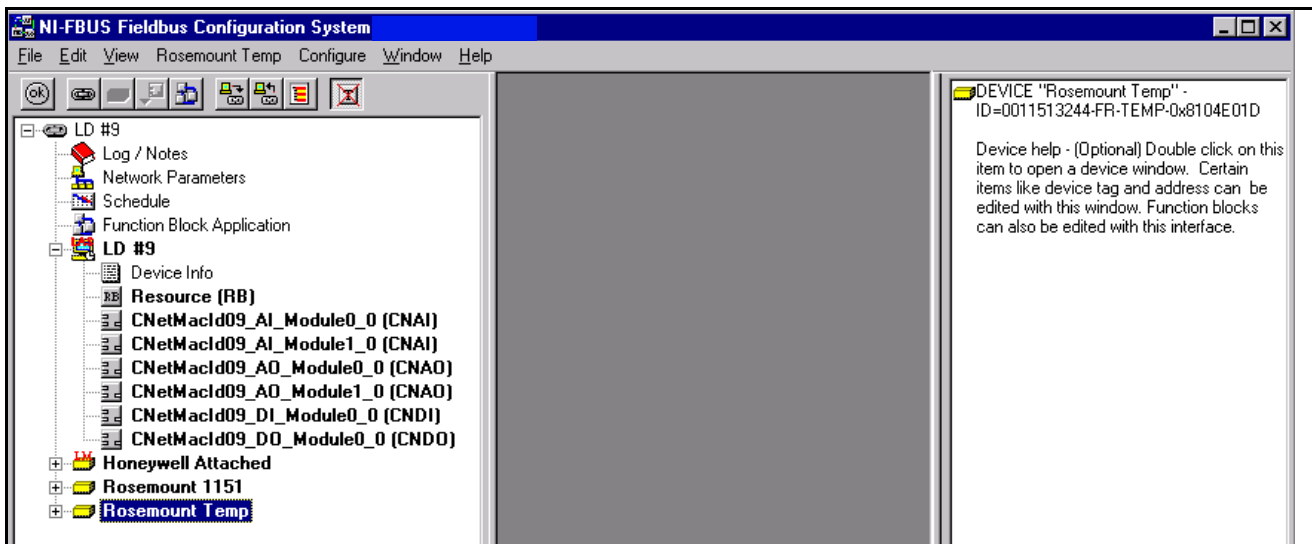 NI-FBUS Fieldbus Configuration System
File Edit View Rosemount Temp Configure Window Help
ok
LD #9
Log / Notes
Network Parameters
Schedule
Function Block Application
LD #9
Device Info
RB Resource (RB)
CNetMacId09_AI_Module0_0 (CNAI)
CNetMacId09_AI_Module1_0 (CNAI)
CNetMacId09_AO_Module0_0 (CNAO)
CNetMacId09_AO_Module1_0 (CNAO)
CNetMacId09_DI_Module0_0 (CNDI)
CNetMacId09_DO_Module0_0 (CNDO)
Honeywell Attached
Rosemount 1151
Rosemount Temp
DEVICE "Rosemount Temp" -
ID=0011513244-FR-TEMP-0x8104E01D
Device help - (Optional) Double click on this
item to open a device window. Certain
items like device tag and address can be
edited with this window. Function blocks
can also be edited with this interface.